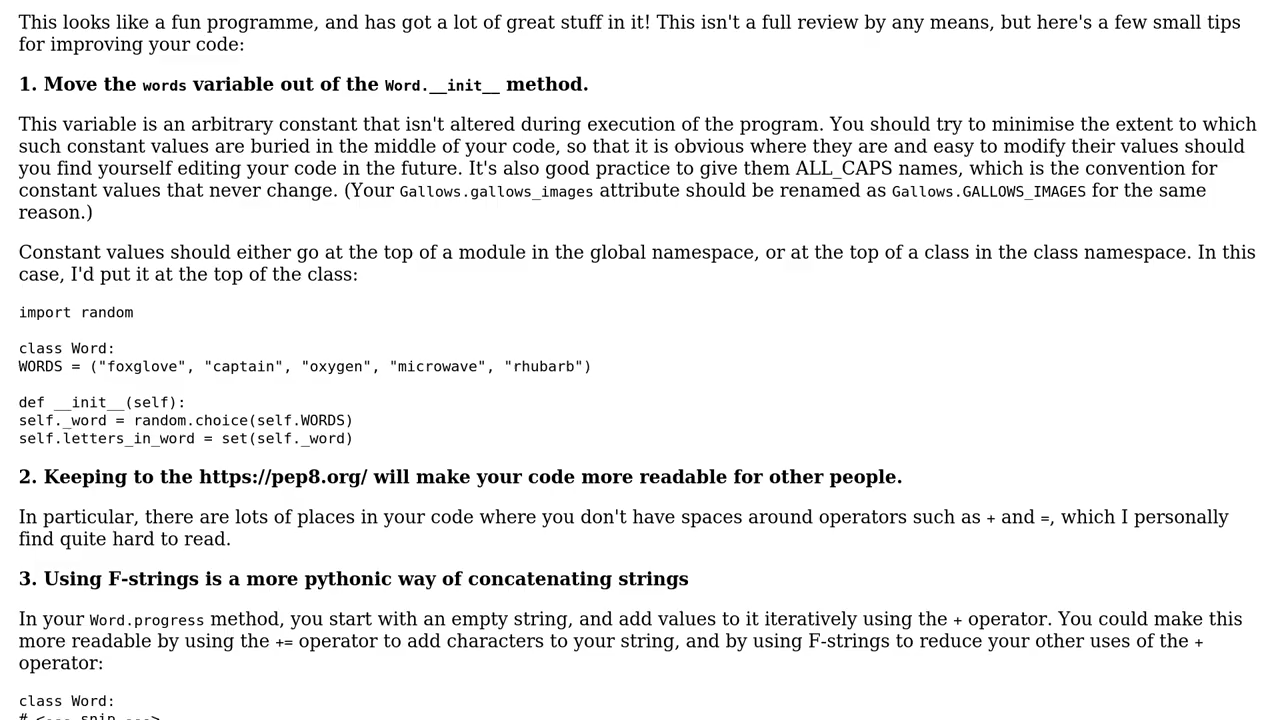 This looks like a fun programme, and has got a lot of great stuff in it! This isn't a full review by any means, but here's a few small tips
for improving your code:
1. Move the words variable out of the Word.__init__ method.
This variable is an arbitrary constant that isn't altered during execution of the program. You should try to minimise the extent to which
such constant values are buried in the middle of your code, so that it is obvious where they are and easy to modify their values should
you find yourself editing your code in the future. It's also good practice to give them ALL_CAPS names, which is the convention for
constant values that never change. (Your Gallows.gallows_images attribute should be renamed as Gallows.GALLOWS_IMAGES for the same
reason.)
Constant values should either go at the top of a module in the global namespace, or at the top of a class in the class namespace. In this
case, I'd put it at the top of the class:
import random
class Word:
WORDS = ("foxglove", "captain", "oxygen", "microwave", "rhubarb")
def __init__(self):
self._word = random.choice(self.WORDS)
self.letters_in_word = set(self._word)
2. Keeping to the https://pep8.org/ will make your code more readable for other people.
In particular, there are lots of places in your code where you don't have spaces around operators such as + and =, which I personally
find quite hard to read.
3. Using F-strings is a more pythonic way of concatenating strings
In your Word.progress method, you start with an empty string, and add values to it iteratively using the + operator. You could make this
more readable by using the += operator to add characters to your string, and by using F-strings to reduce your other uses of the +
operator:
class Word:
# <--- snip --->